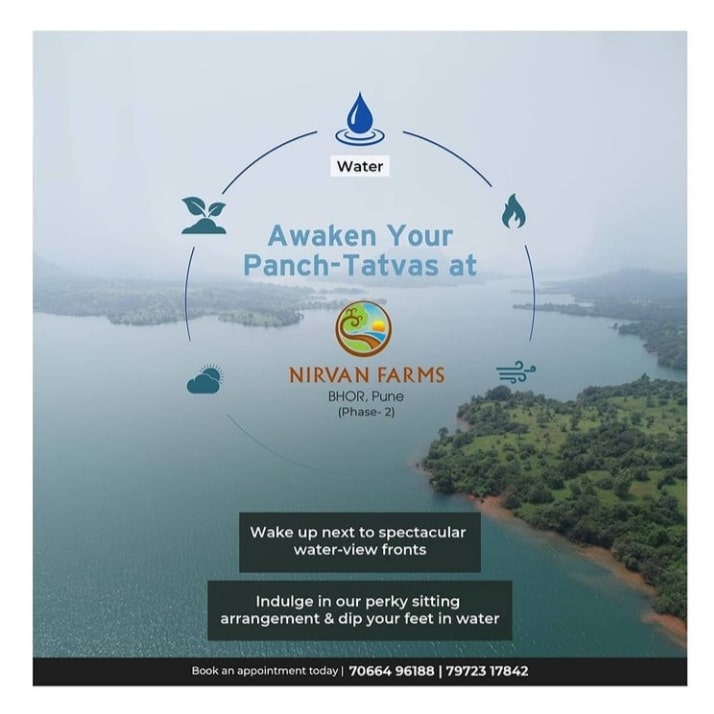 Water
Awaken Your
Panch-Tatvas at
NIRVAN FARMS
BHOR, Pune
(Phase- 2)
Wake up next to spectacular
water-view fronts
Indulge in our perky sitting
arrangement & dip your feet in water
Book an appointment today | 70664 96188 | 79723 17842